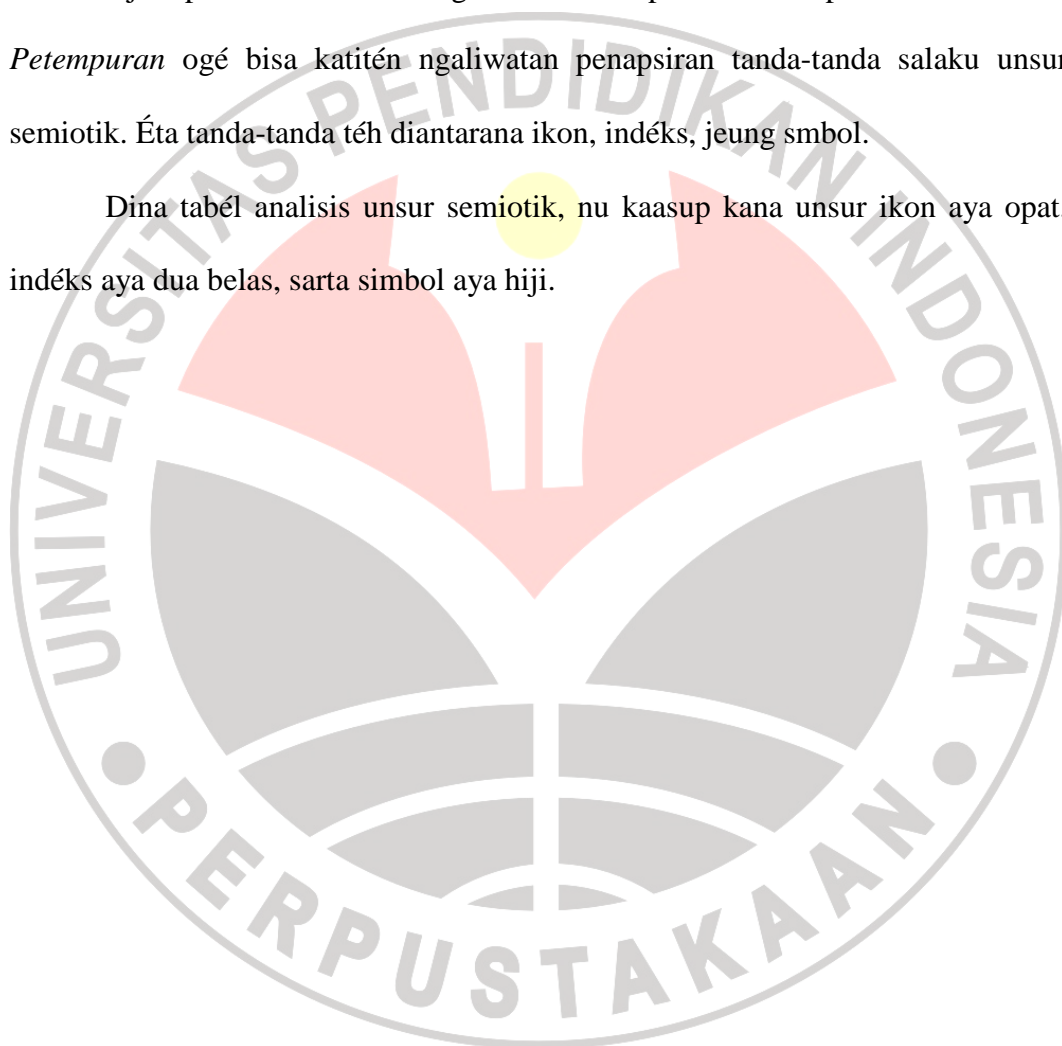 Petempuran ogé bisa katitén ngaliwatan penapsiran tanda-tanda salaku unsur
semiotik. Éta tanda-tanda téh diantarana ikon, indéks, jeung smbol.
Dina tabél analisis unsur semiotik, nu kaasup kana unsur ikon aya opat
indéks aya dua belas, sarta simbol aya hiji.
UNIVERSITAS PENDIDIKAN INDONESIA
PERPUSTAKAAN